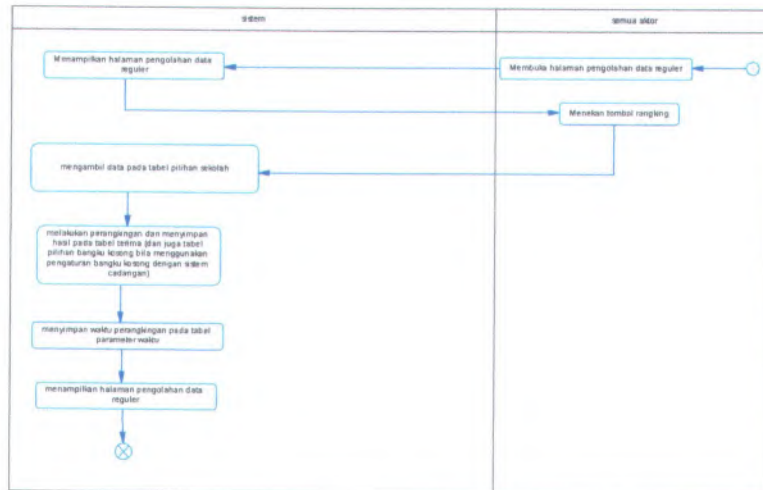 sistem
semua aktor
Menampilkan halaman pengolahan data
reguler
Membuka halaman pengolahan data reguler
Menekan tombol rangking
mengambil data pada tabel pilihan sekolah
melakukan perangkingan dan menyimpan
hasil pada tabel terima (dan juga tabel
pilihan bangku kosong bila menggunakan
pengaturan bangku kosong dengan sistem
cadangan)
menyimpan waktu perangkingan pada tabel
parameter waktu
menampilkan halaman pengolahan data
reguler